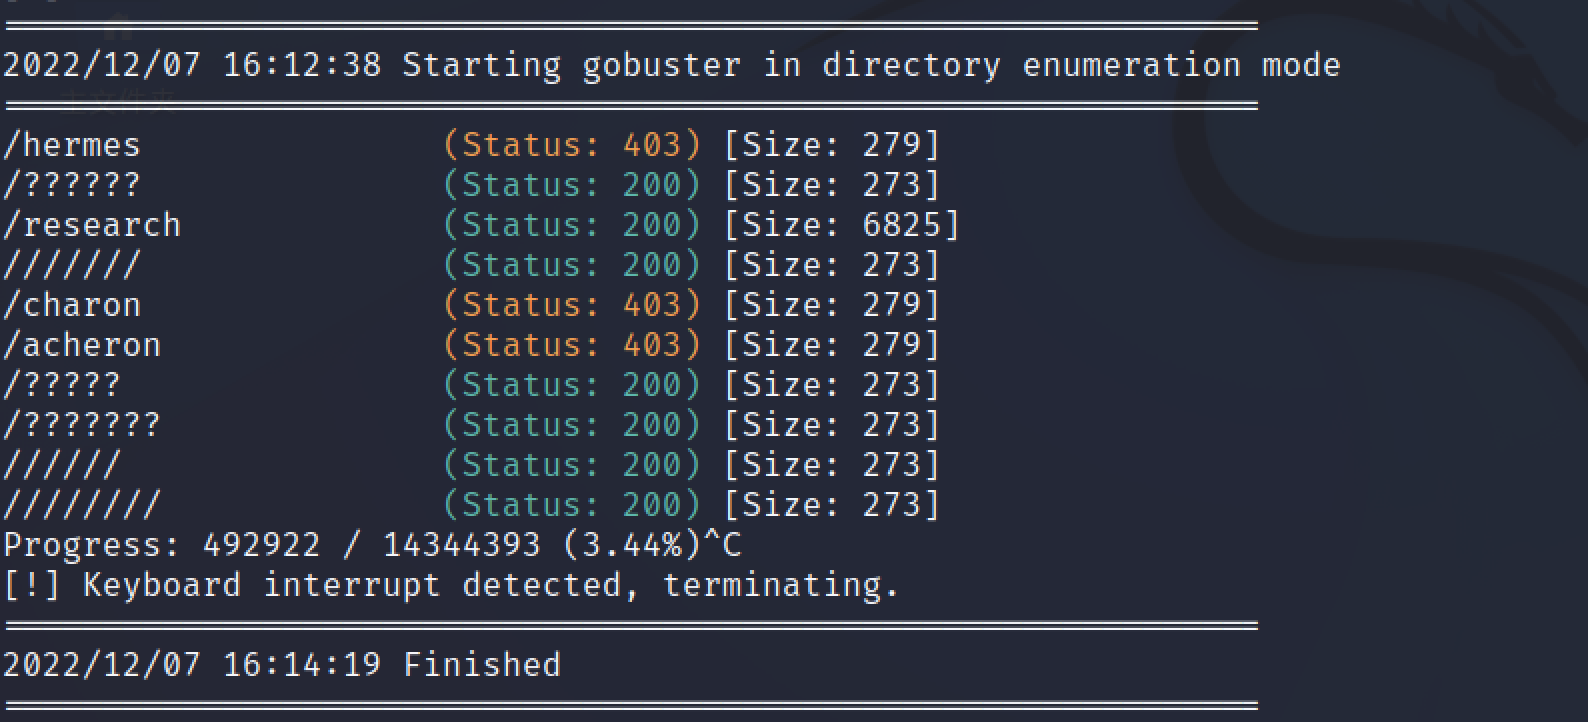 2022/12/07 16:12:38 Starting gobuster in directory enumeration mode
/hermes (Status: 403) [Size: 279]
/?????? (Status: 200) [Size: 273]
/research (Status: 200) [Size: 6825]
/////// (Status: 200) [Size: 273]
/charon (Status: 403) [Size: 279]
/acheron (Status: 403) [Size: 279]
/????? (Status: 200) [Size: 273]
/??????? (Status: 200) [Size: 273]
////// (Status: 200) [Size: 273]
//////// (Status: 200) [Size: 273]
Progress: 492922 / 14344393 (3.44%)^C
[!] Keyboard interrupt detected, terminating.
2022/12/07 16:14:19 Finished